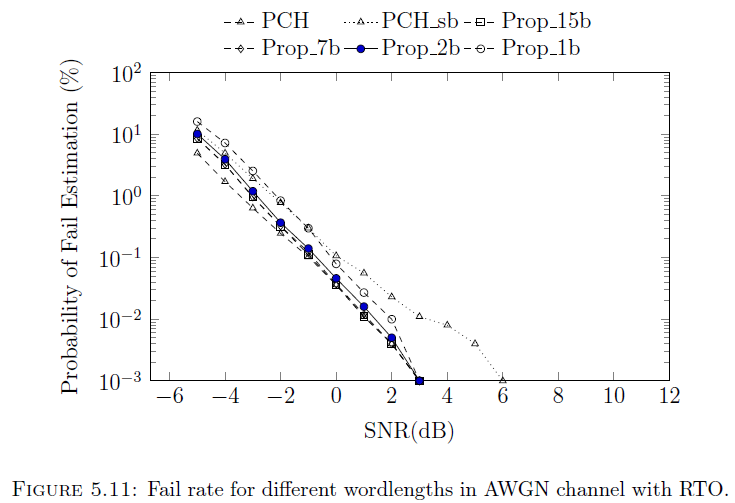 PCH PCH_sb Prop_15b
Prop_7b Prop_2b Prop_1b
Probability of Fail Estimation (%)
10^2
10^1
10^0
10^−1
10^−2
10^−3
−6 −4 −2 0 2 4 6 8 10 12
SNR(dB)
FIGURE 5.11: Fail rate for different wordlengths in AWGN channel with RTO.